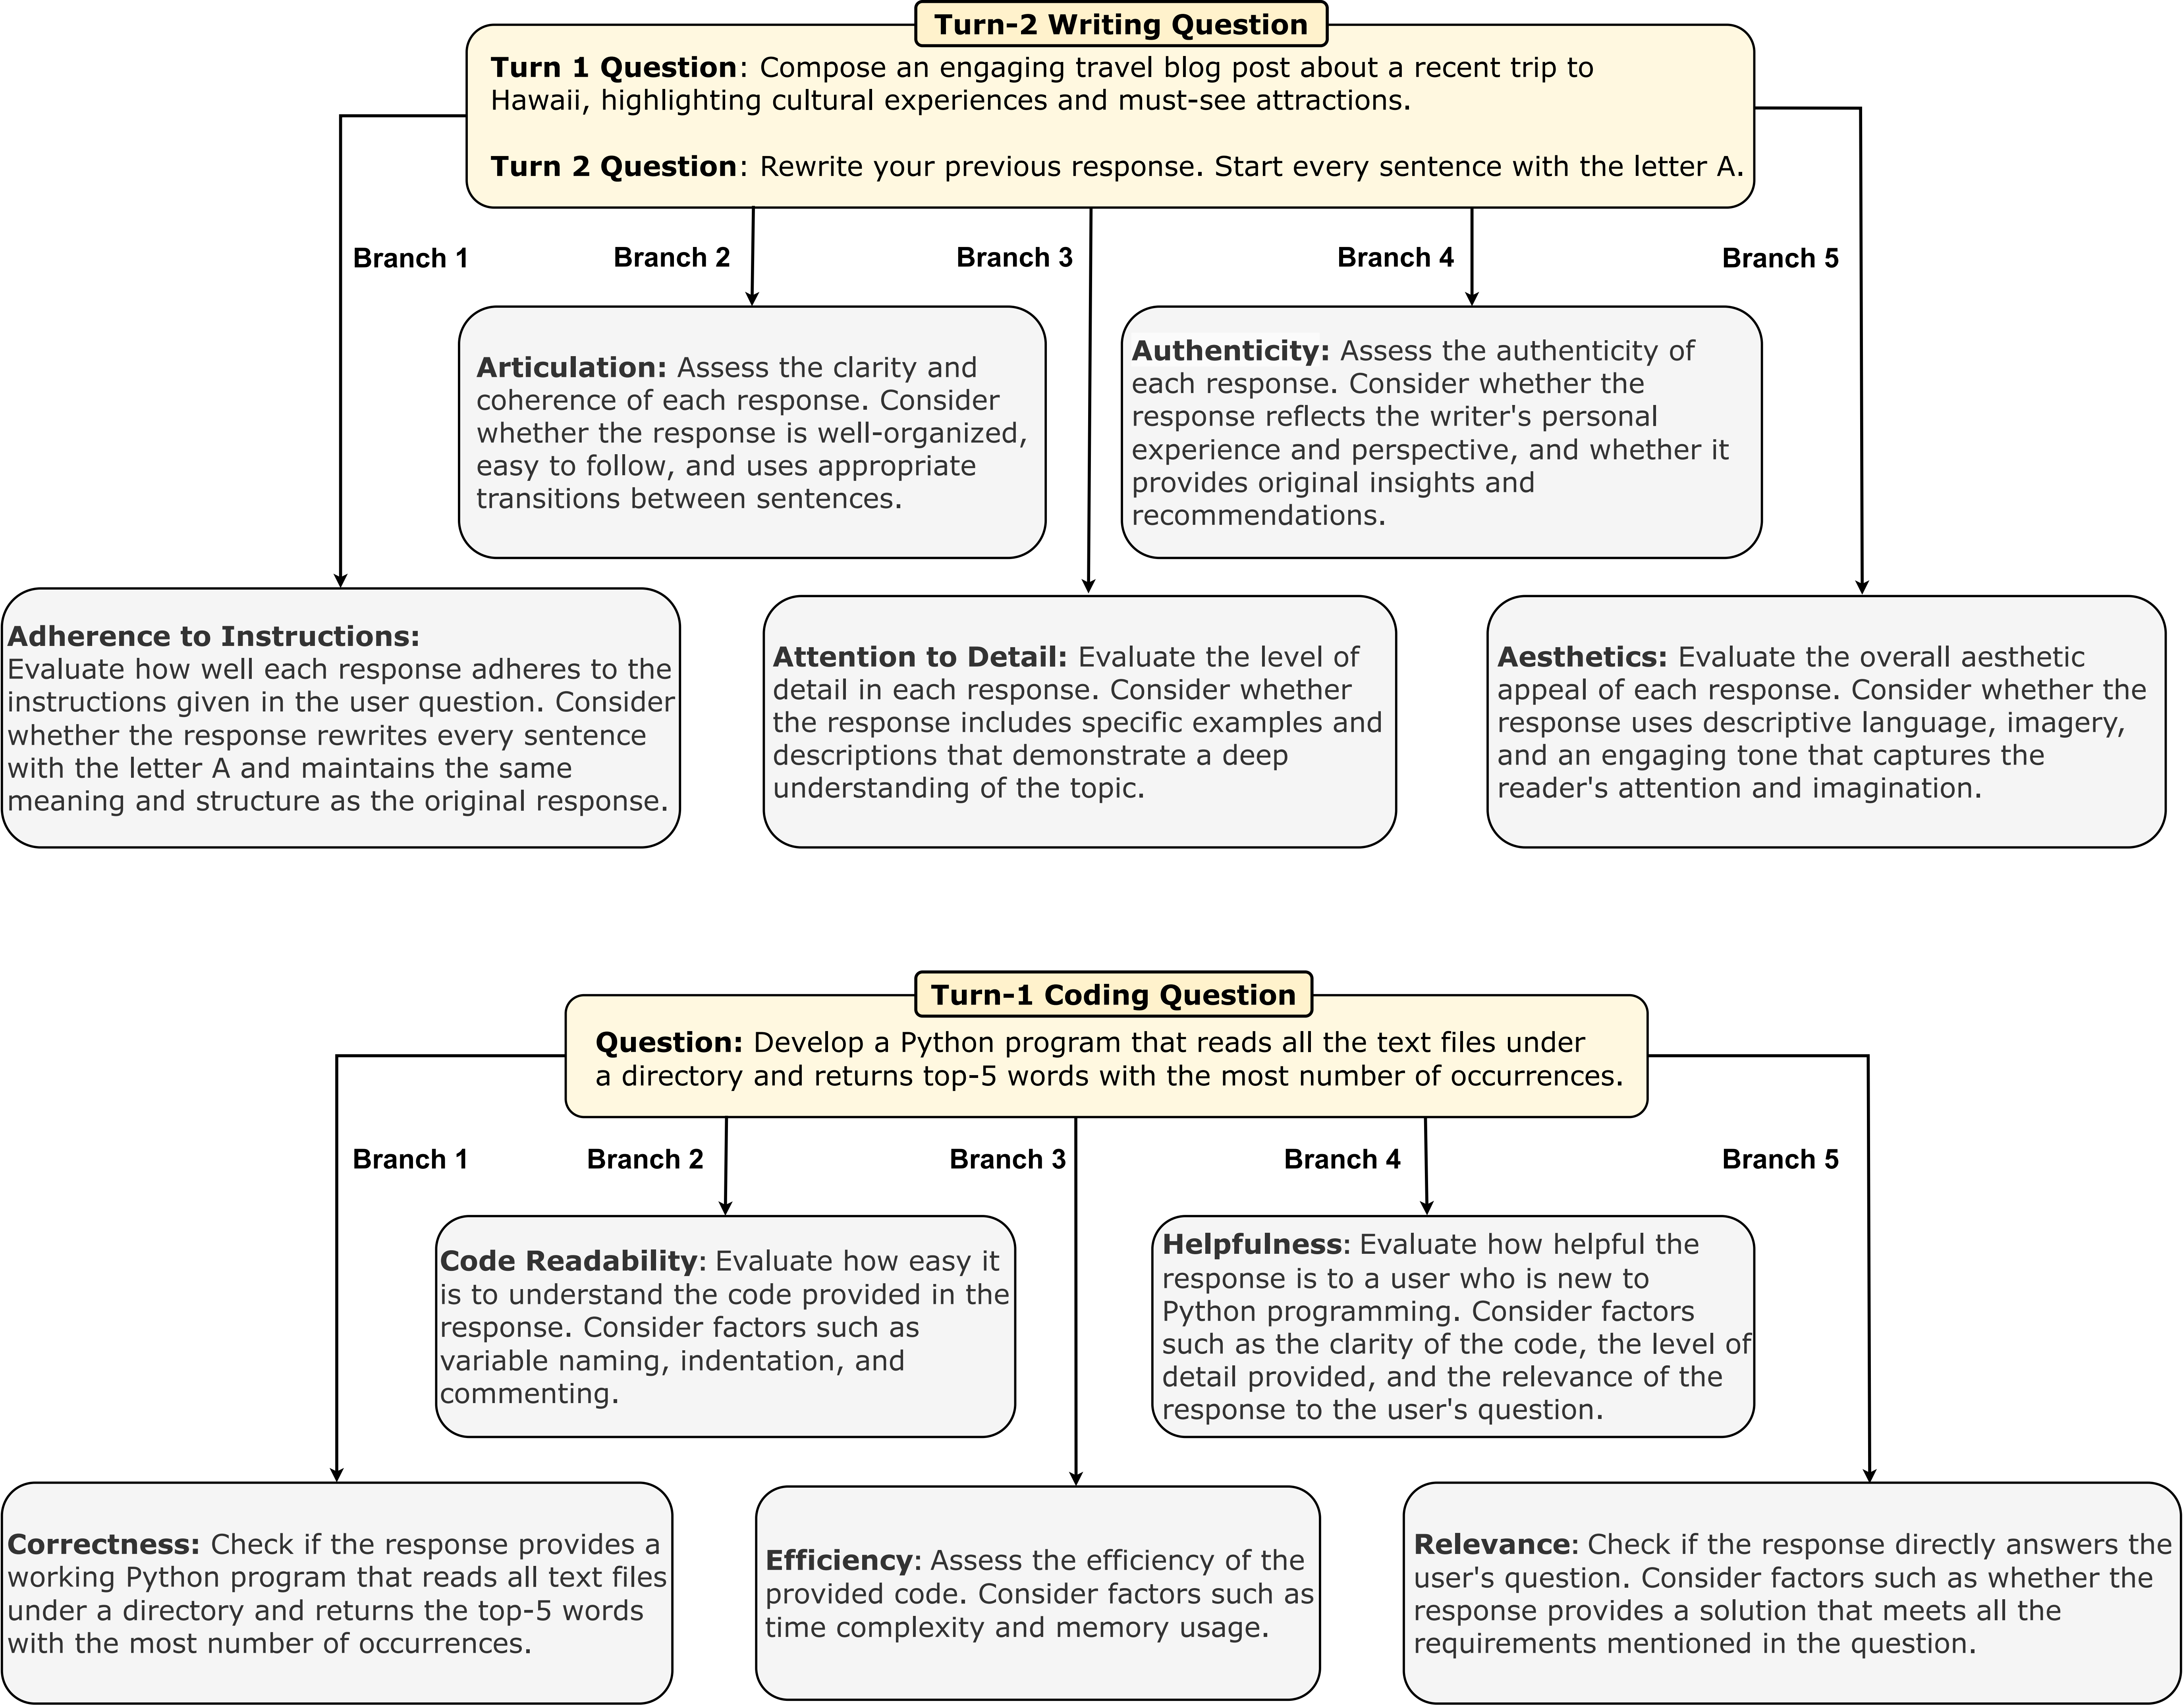 Turn-2 Writing Question
Turn 1 Question: Compose an engaging travel blog post about a recent trip to
Hawaii, highlighting cultural experiences and must-see attractions.
Turn 2 Question: Rewrite your previous response. Start every sentence with the letter A.
Branch 1
Branch 2
Branch 3
Branch 4
Branch 5
Adherence to Instructions:
Evaluate how well each response adheres to the
instructions given in the user question. Consider
whether the response rewrites every sentence
with the letter A and maintains the same
meaning and structure as the original response.
Articulation: Assess the clarity and
coherence of each response. Consider
whether the response is well-organized,
easy to follow, and uses appropriate
transitions between sentences.
Attention to Detail: Evaluate the level of
detail in each response. Consider whether
the response includes specific examples and
descriptions that demonstrate a deep
understanding of the topic.
Authenticity: Assess the authenticity of
each response. Consider whether the
response reflects the writer's personal
experience and perspective, and whether it
provides original insights and
recommendations.
Aesthetics: Evaluate the overall aesthetic
appeal of each response. Consider whether the
response uses descriptive language, imagery,
and an engaging tone that captures the
reader's attention and imagination.
Turn-1 Coding Question
Question: Develop a Python program that reads all the text files under
a directory and returns top-5 words with the most number of occurrences.
Branch 1
Branch 2
Branch 3
Branch 4
Branch 5
Correctness: Check if the response provides a
working Python program that reads all text files
under a directory and returns the top-5 words
with the most number of occurrences.
Code Readability: Evaluate how easy it
is to understand the code provided in the
response. Consider factors such as
variable naming, indentation, and
commenting.
Efficiency: Assess the efficiency of the
provided code. Consider factors such as
time complexity and memory usage.
Helpfulness: Evaluate how helpful the
response is to a user who is new to
Python programming. Consider factors
such as the clarity of the code, the level of
detail provided, and the relevance of the
response to the user's question.
Relevance: Check if the response directly answers the
user's question. Consider factors such as whether the
response provides a solution that meets all the
requirements mentioned in the question.